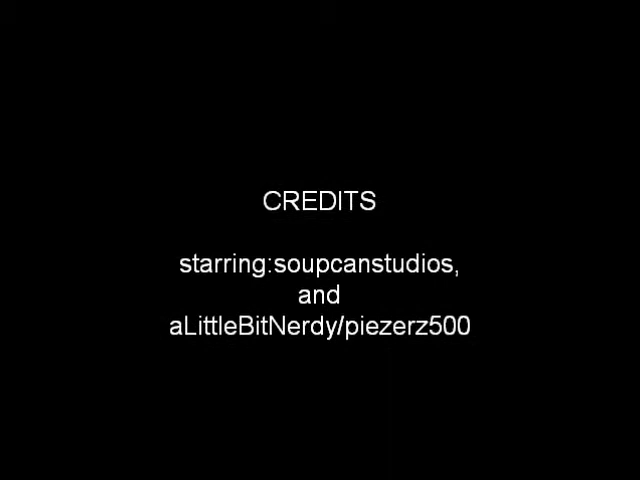 CREDITS
starring:soupcanstudios,
and
aLittleBitNerdy/piezerz500